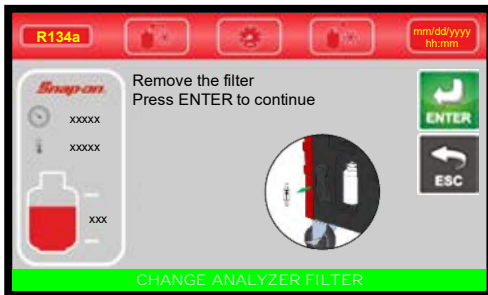 R134a
mm/dd/yyyy
hh:mm
Snap-on
xxxxx
xxxxx
xxx
Remove the filter
Press ENTER to continue
ENTER
ESC
CHANGE ANALYZER FILTER